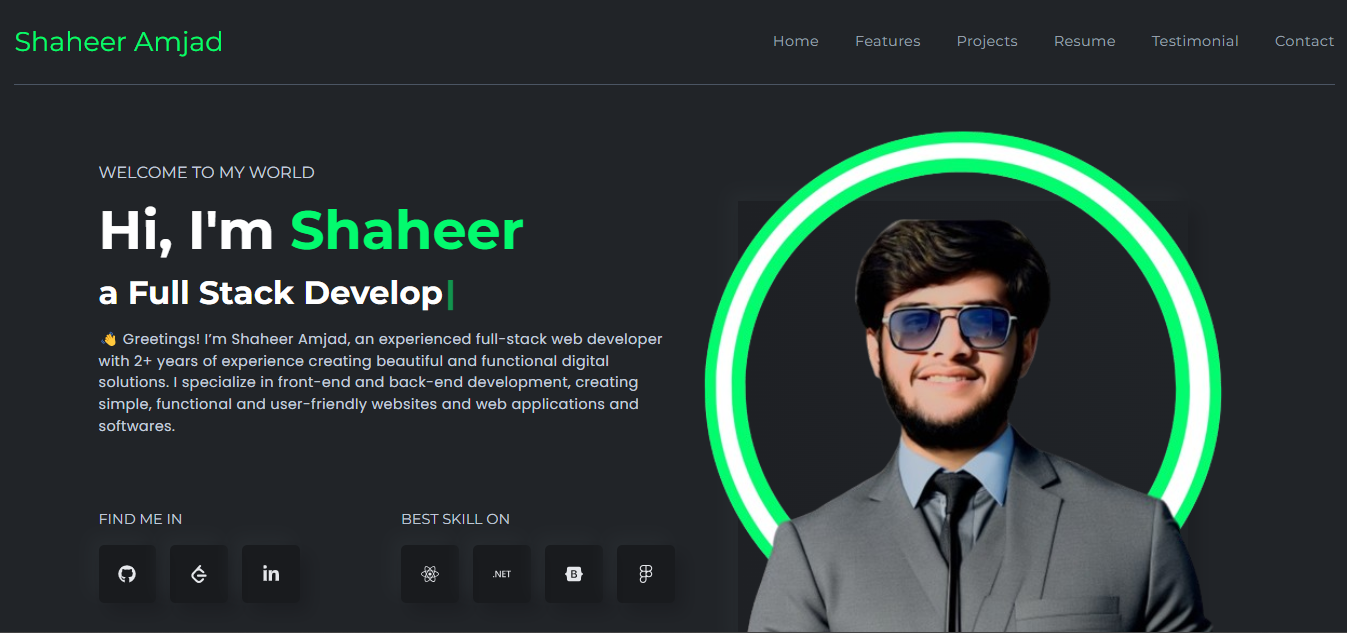 Shaheer Amjad
Home Features Projects Resume Testimonial Contact
WELCOME TO MY WORLD
Hi, I'm Shaheer
a Full Stack Develop
👋 Greetings! I’m Shaheer Amjad, an experienced full-stack web developer
with 2+ years of experience creating beautiful and functional digital
solutions. I specialize in front-end and back-end development, creating
simple, functional and user-friendly websites and web applications and
softwares.
FIND ME IN
BEST SKILL ON
in
.NET
B